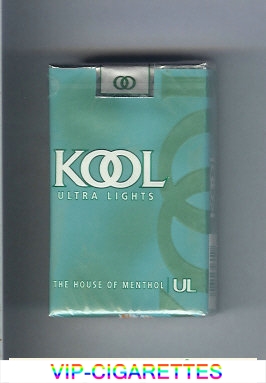 KOOL
ULTRA LIGHTS
THE HOUSE OF MENTHOL UL
VIP-CIGARETTES